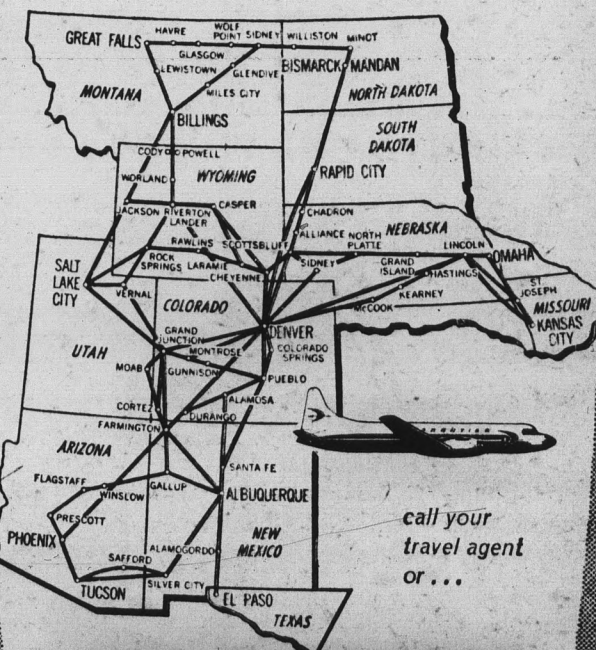 WOLF
HAVRE POINT SIDNEY WILLISTON MINOT
GREAT FALLS
GLASGOW
BISMARCK MANDAN
LEWISTOWN GLENDIVE
MONTANA MILES CITY NORTH DAKOTA
BILLINGS
SOUTH
DAKOTA
CODY POWELL
RAPID CITY
WORLAND WYOMING
JACKSON RIVERTON CASPER CHADRON
LANDER
ALLIANCE NORTH NEBRASKA
RAWLINS SCOTTSBLUFF PLATTE LINCOLN OMAHA
ROCK LARAMIE SIDNEY GRAND
SPRINGS ISLAND HASTINGS
SALT CHEYENNE
LAKE ST.
CITY VERNAL KEARNEY JOSEPH
COLORADO McCOOK MISSOURI
GRAND DENVER KANSAS
JUNCTION CITY
UTAH MONTROSE COLORADO
SPRINGS
MOAB GUNNISON
PUEBLO
CORTEZ ALAMOSA
DURANGO
FARMINGTON
FRONTIER
ARIZONA
SANTA FE
FLAGSTAFF GALLUP
WINSLOW ALBUQUERQUE
PRESCOTT
call your
NEW
PHOENIX MEXICO
travel agent
ALAMOGORDO
SAFFORD
or ...
SILVER CITY
TUCSON
EL PASO
TEXAS